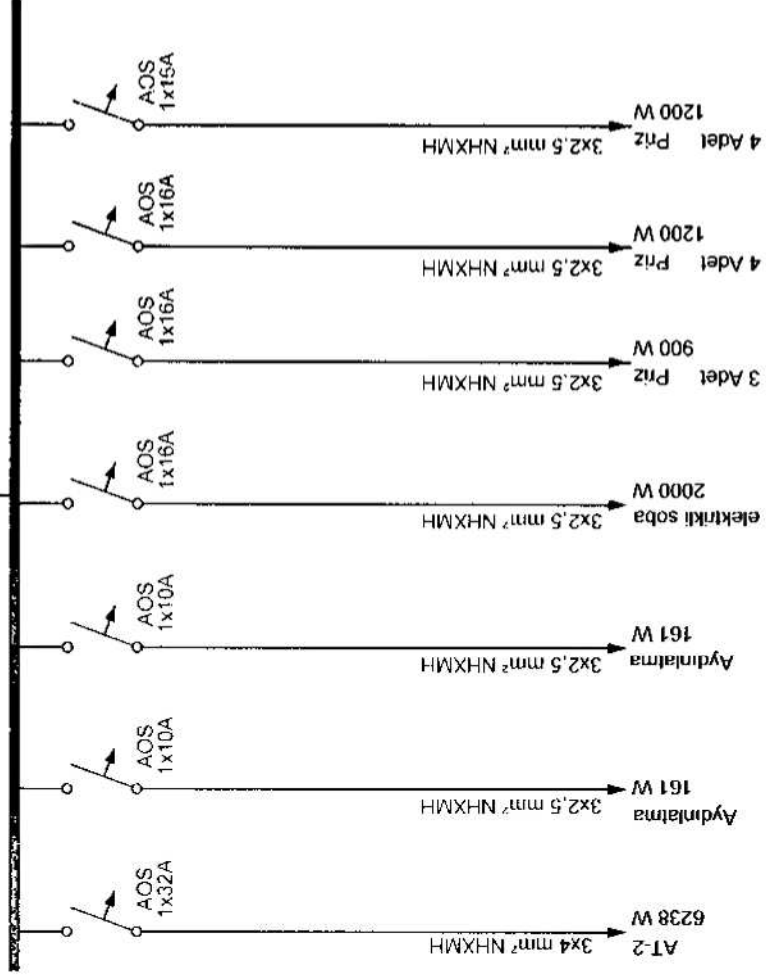 AOS
1x15A
3x2,5 mm² NHXMH
4 Adet Priz
1200 W
AOS
1x16A
3x2,5 mm² NHXMH
4 Adet Priz
1200 W
AOS
1x16A
3x2,5 mm² NHXMH
3 Adet Priz
900 W
AOS
1x16A
3x2,5 mm² NHXMH
elektrikli soba
2000 W
AOS
1x10A
3x2,5 mm² NHXMH
Aydınlatma
161 W
AOS
1x10A
3x2,5 mm² NHXMH
Aydınlatma
161 W
AOS
1x32A
3x4 mm² NHXMH
AT-2
6238 W